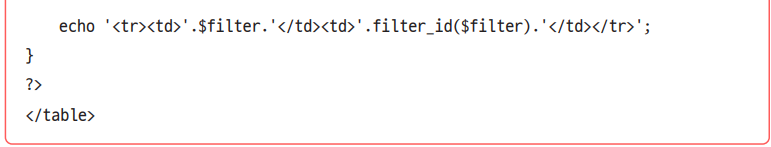 echo '<tr><td>'.$filter.'</td><td>'.filter_id($filter).'</td></tr>';
}
?>
</table>